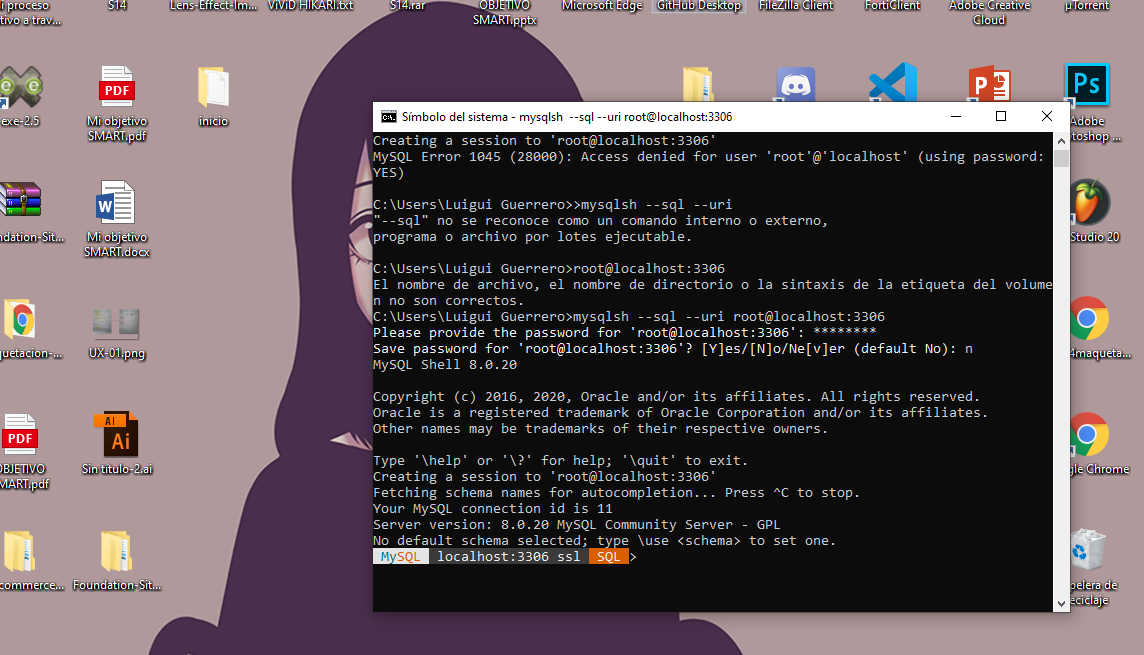 i proceso
tivo a trav...
S14
Lens-Effect-Im...
ViViD HIKARI.txt
S14.rar
OBJETIVO
SMART.pptx
Microsoft Edge
GitHub Desktop
FileZilla Client
FortiClient
Adobe Creative
Cloud
µTorrent
exe-2.5
PDF
Mi objetivo
SMART.pdf
inicio
Ps
Adobe
toshop ...
ndation-Sit...
Mi objetivo
SMART.docx
Studio 20
quetacion-...
UX-01.png
4maqueta...
PDF
OBJETIVO
MART.pdf
Ai
Ai
Sin título-2.ai
gle Chrome
commerce...
Foundation-Sit...
pelera de
eciclaje
Símbolo del sistema - mysqlsh --sql --uri root@localhost:3306
Creating a session to 'root@localhost:3306'
MySQL Error 1045 (28000): Access denied for user 'root'@'localhost' (using password:
YES)
C:\Users\Luigui Guerrero>>mysqlsh --sql --uri
"--sql" no se reconoce como un comando interno o externo,
programa o archivo por lotes ejecutable.
C:\Users\Luigui Guerrero>root@localhost:3306
El nombre de archivo, el nombre de directorio o la sintaxis de la etiqueta del volume
n no son correctos.
C:\Users\Luigui Guerrero>mysqlsh --sql --uri root@localhost:3306
Please provide the password for 'root@localhost:3306': ********
Save password for 'root@localhost:3306'? [Y]es/[N]o/Ne[v]er (default No): n
MySQL Shell 8.0.20
Copyright (c) 2016, 2020, Oracle and/or its affiliates. All rights reserved.
Oracle is a registered trademark of Oracle Corporation and/or its affiliates.
Other names may be trademarks of their respective owners.
Type '\help' or '\?' for help; '\quit' to exit.
Creating a session to 'root@localhost:3306'
Fetching schema names for autocompletion... Press ^C to stop.
Your MySQL connection id is 11
Server version: 8.0.20 MySQL Community Server - GPL
No default schema selected; type \use <schema> to set one.
MySQL localhost:3306 ssl SQL >